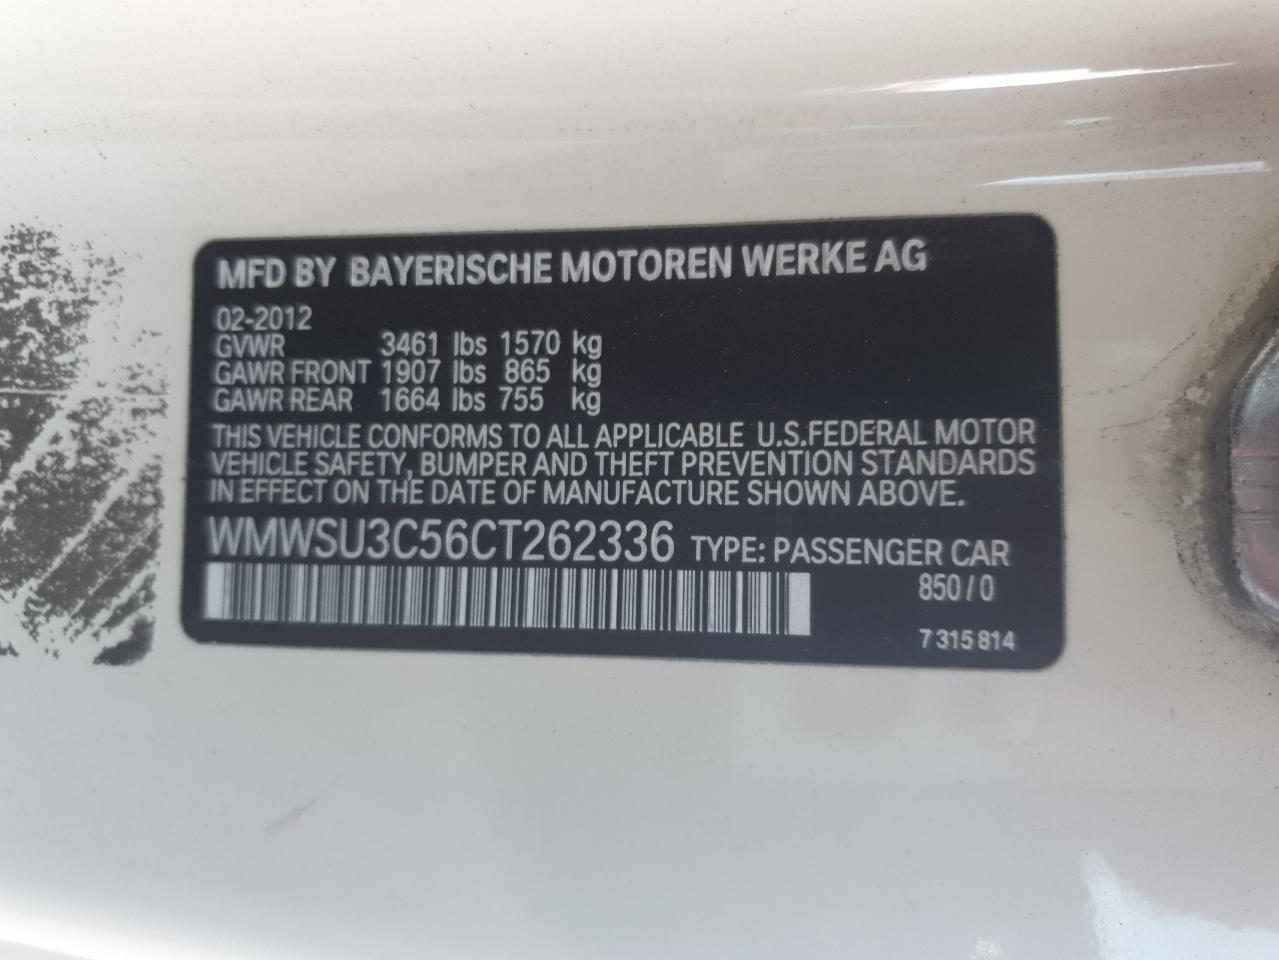 MFD BY BAYERISCHE MOTOREN WERKE AG
02-2012
GVWR 3461 lbs 1570 kg
GAWR FRONT 1907 lbs 865 kg
GAWR REAR 1664 lbs 755 kg
THIS VEHICLE CONFORMS TO ALL APPLICABLE U.S.FEDERAL MOTOR
VEHICLE SAFETY, BUMPER AND THEFT PREVENTION STANDARDS
IN EFFECT ON THE DATE OF MANUFACTURE SHOWN ABOVE.
WMWSU3C56CT262336 TYPE: PASSENGER CAR
850/0
7 315 814